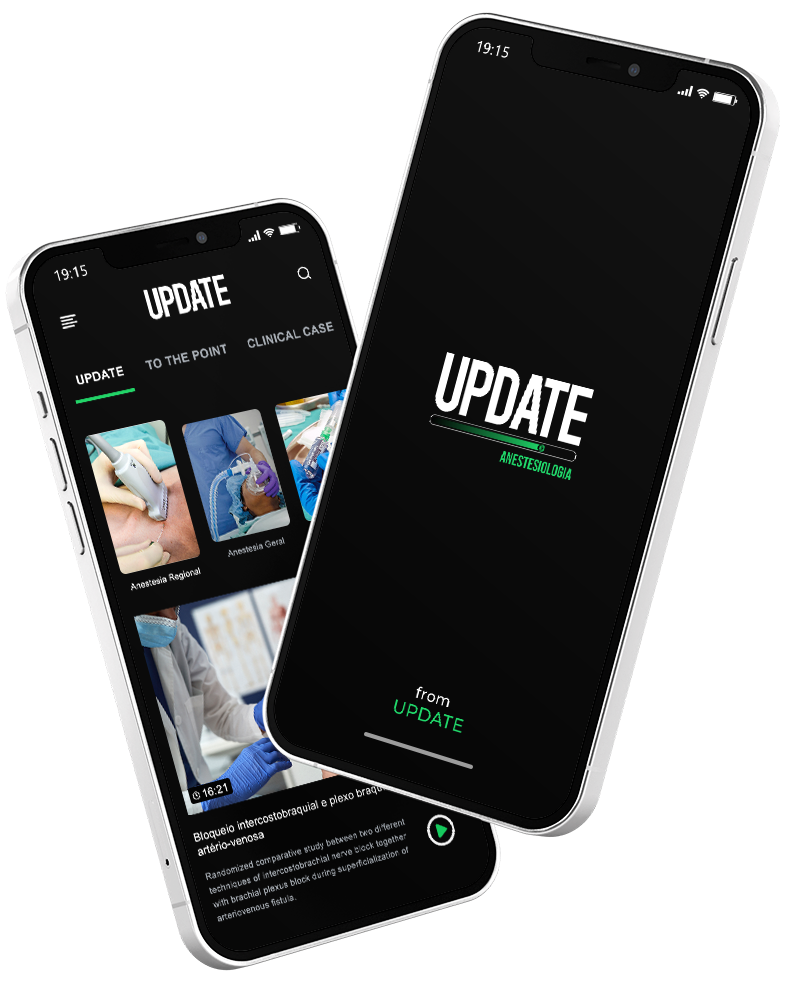 19:15
UPDATE
UPDATE
TO THE POINT
CLINICAL CASE
Anestesia Regional
Anestesia Geral
16:21
Bloqueio intercostobraquial e plexo
artério-venosa
Randomized comparative study between two different
techniques of intercostobrachial nerve block together
with brachial plexus block during superficialization of
arteriovenous fistula.
19:15
UPDATE
ANESTESIOLOGIA
from
UPDATE